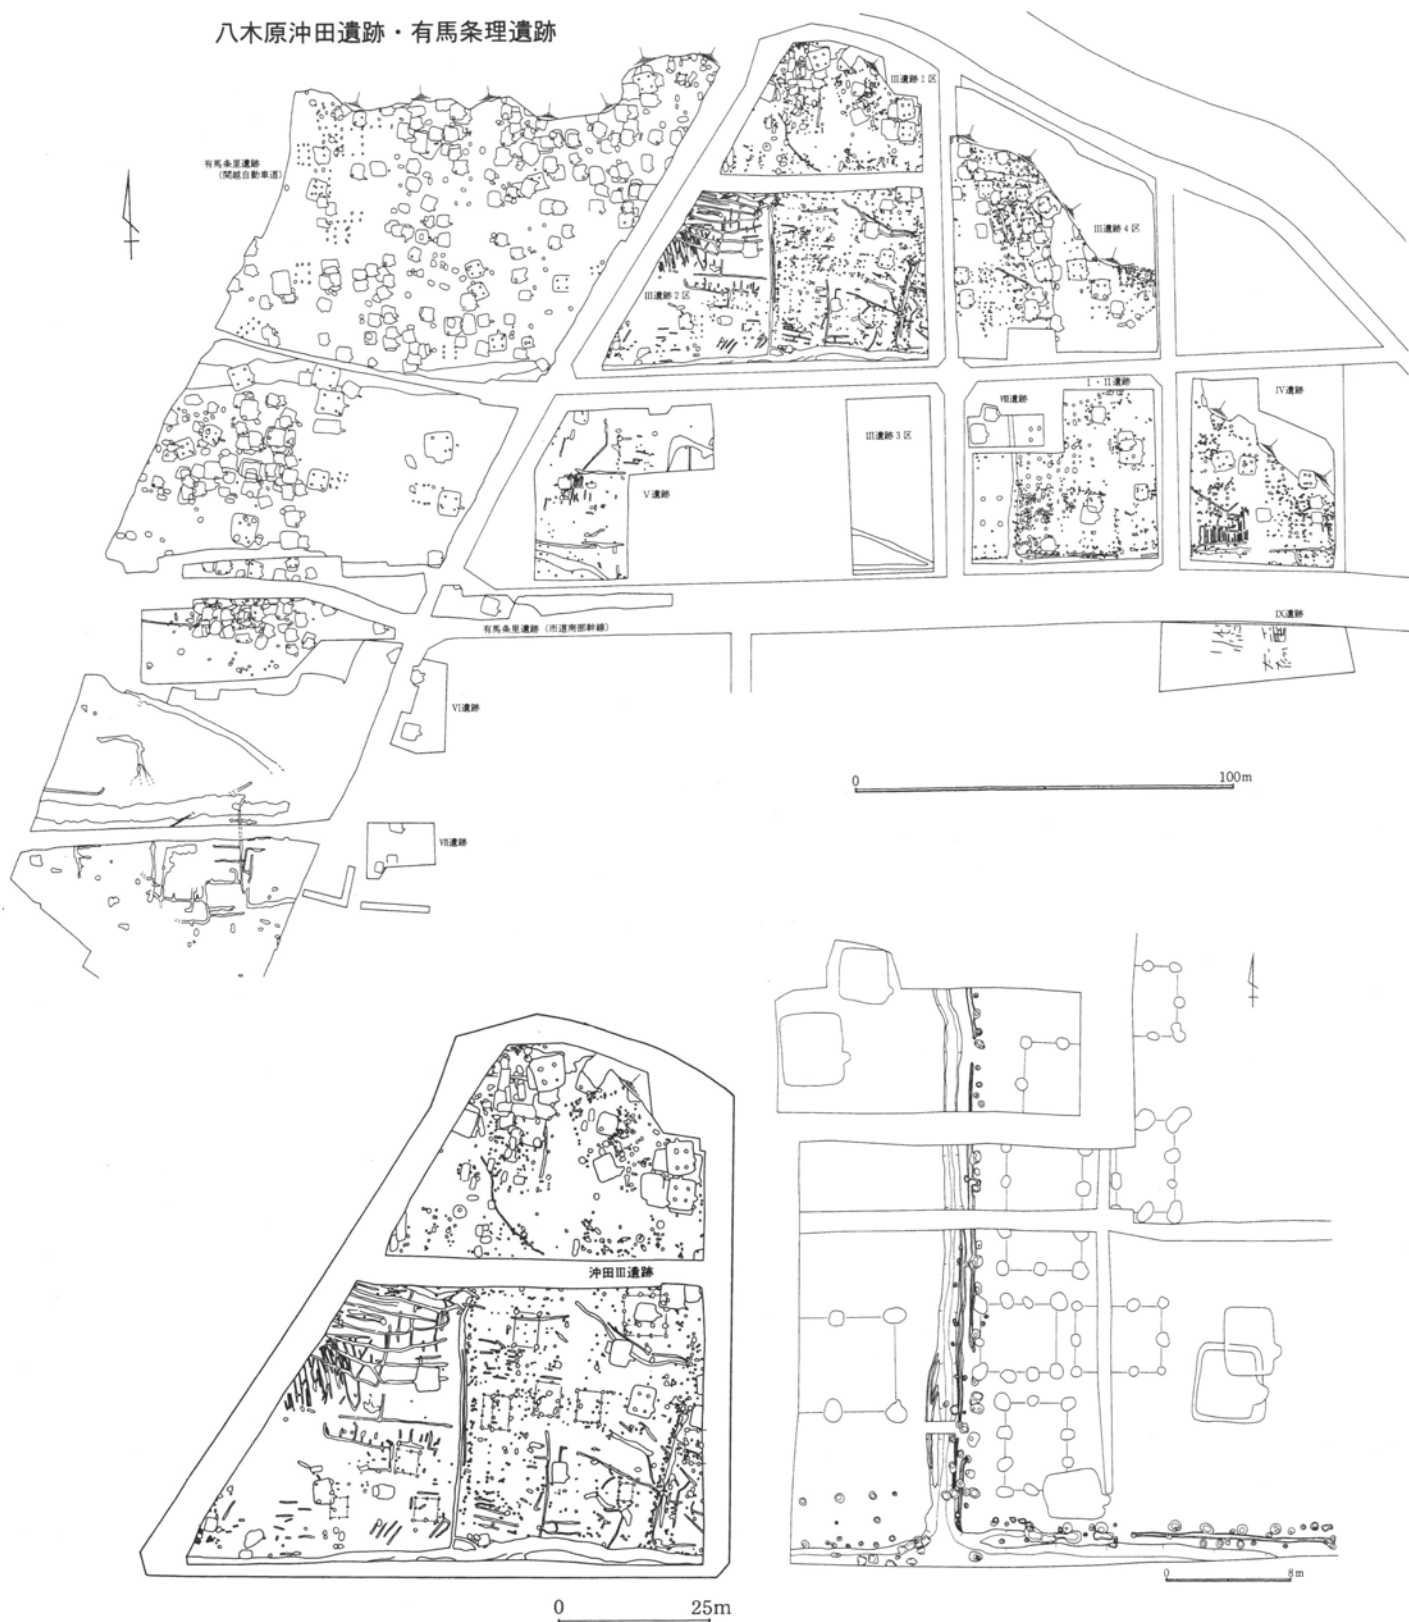 八木原沖田遺跡・有馬条理遺跡
III遺跡1区
有馬条里遺跡
(関越自動車道)
III遺跡4区
III遺跡2区
I・II遺跡
IV遺跡
VIII遺跡
III遺跡3区
V遺跡
IX遺跡
有馬条里遺跡(市道南部幹線)
VI遺跡
0 100m
VII遺跡
沖田III遺跡
0 8m
0 25m